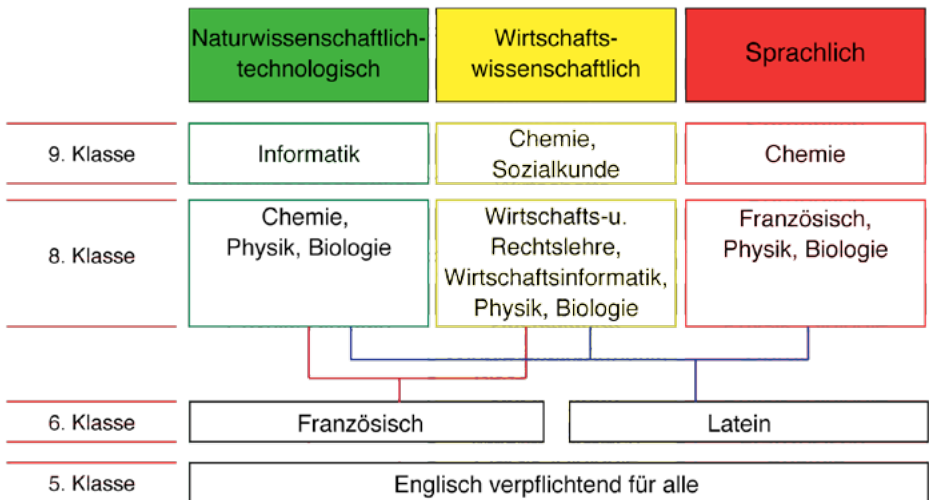 Naturwissenschaftlich-
technologisch
Wirtschafts-
wissenschaftlich
Sprachlich
9. Klasse
Informatik
Chemie,
Sozialkunde
Chemie
8. Klasse
Chemie,
Physik, Biologie
Wirtschafts-u.
Rechtslehre,
Wirtschaftsinformatik,
Physik, Biologie
Französisch,
Physik, Biologie
6. Klasse
Französisch
Latein
5. Klasse
Englisch verpflichtend für alle